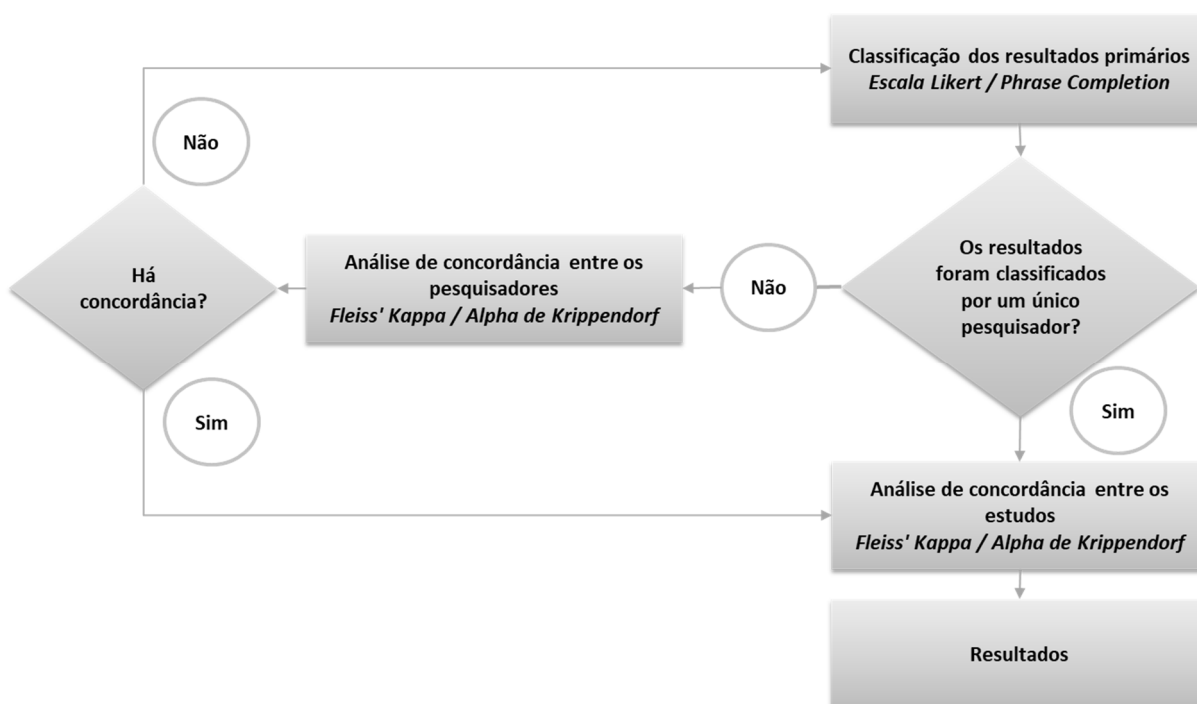 Classificação dos resultados primários
Escala Likert / Phrase Completion
Não
Os resultados
foram classificados
por um único
pesquisador?
Não
Análise de concordância entre os
pesquisadores
Fleiss' Kappa / Alpha de Krippendorf
Há
concordância?
Sim
Sim
Análise de concordância entre os
estudos
Fleiss' Kappa / Alpha de Krippendorf
Resultados